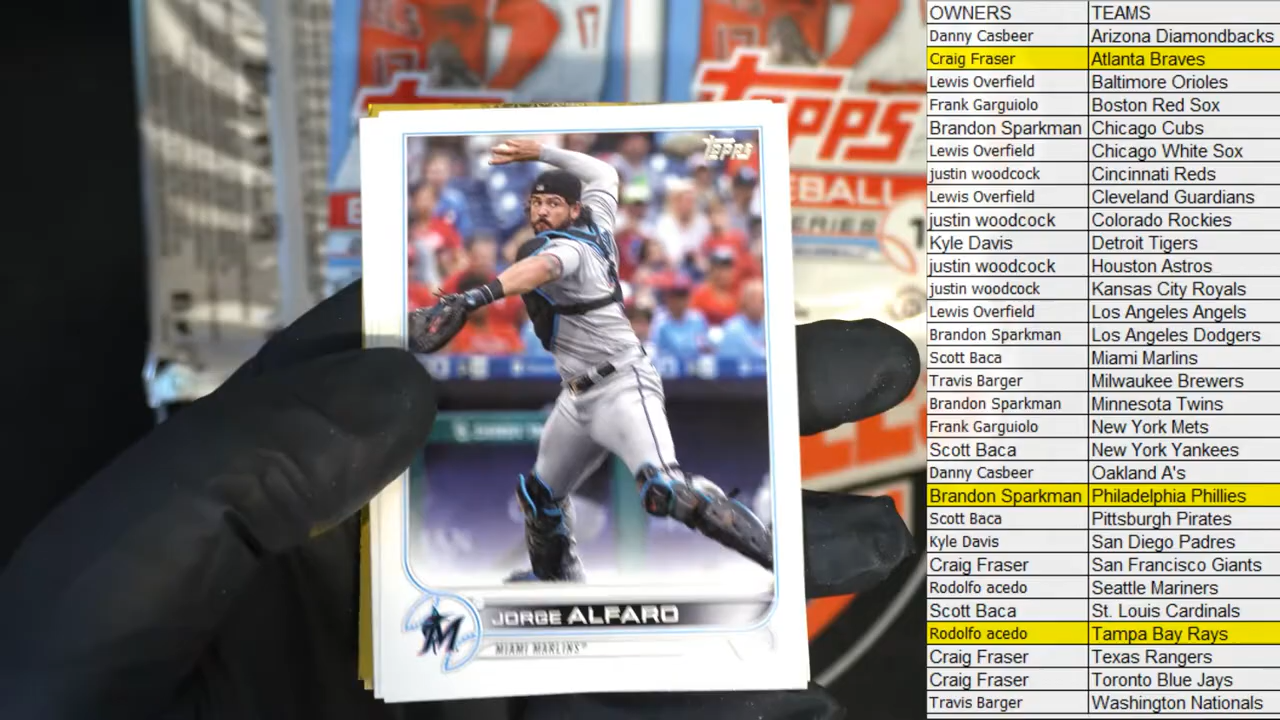 TOPPS
JORGE ALFARO
MIAMI MARLINS
TOPPS
17
17
OWNERS TEAMS
Danny Casbeer Arizona Diamondbacks
Craig Fraser Atlanta Braves
Lewis Overfield Baltimore Orioles
Frank Garguiolo Boston Red Sox
Brandon Sparkman Chicago Cubs
Lewis Overfield Chicago White Sox
justin woodcock Cincinnati Reds
Lewis Overfield Cleveland Guardians
justin woodcock Colorado Rockies
Kyle Davis Detroit Tigers
justin woodcock Houston Astros
justin woodcock Kansas City Royals
Lewis Overfield Los Angeles Angels
Brandon Sparkman Los Angeles Dodgers
Scott Baca Miami Marlins
Travis Barger Milwaukee Brewers
Brandon Sparkman Minnesota Twins
Frank Garguiolo New York Mets
Scott Baca New York Yankees
Danny Casbeer Oakland A's
Brandon Sparkman Philadelphia Phillies
Scott Baca Pittsburgh Pirates
Kyle Davis San Diego Padres
Craig Fraser San Francisco Giants
Rodolfo acedo Seattle Mariners
Scott Baca St. Louis Cardinals
Rodolfo acedo Tampa Bay Rays
Craig Fraser Texas Rangers
Craig Fraser Toronto Blue Jays
Travis Barger Washington Nationals